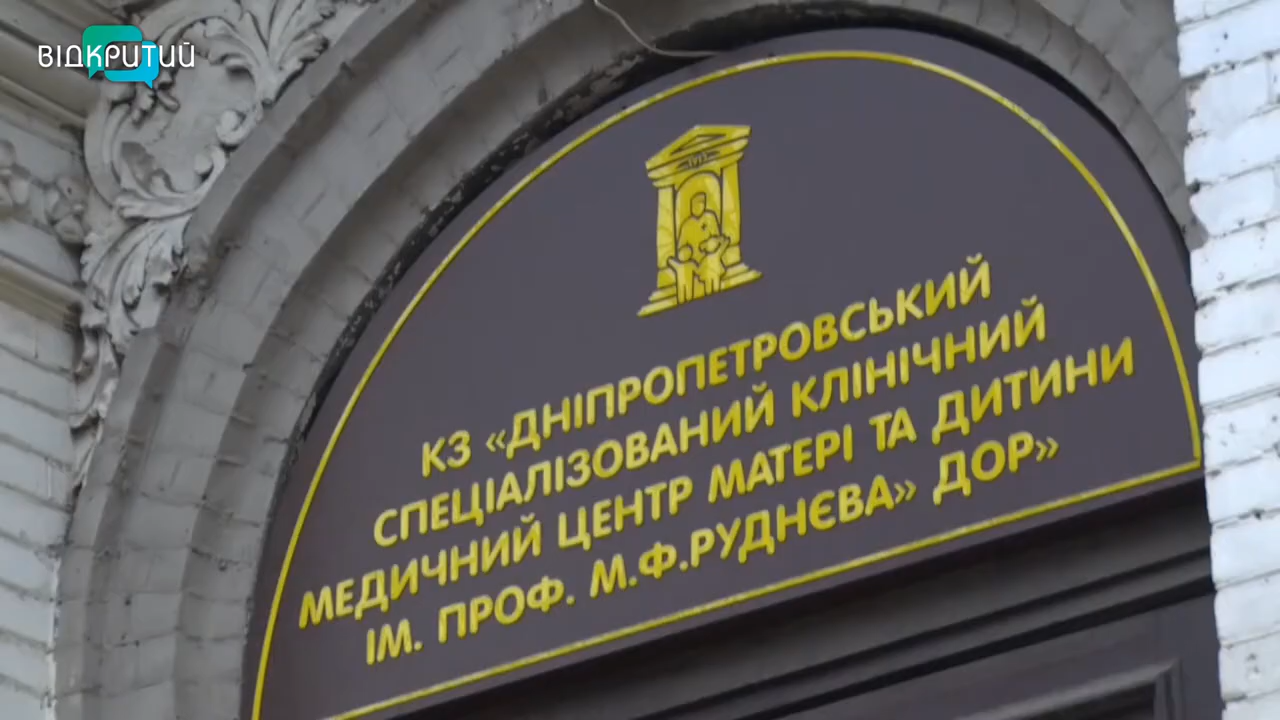 ВІДКРИТИЙ
КЗ «ДНІПРОПЕТРОВСЬКИЙ
СПЕЦІАЛІЗОВАНИЙ КЛІНІЧНИЙ
МЕДИЧНИЙ ЦЕНТР МАТЕРІ ТА ДИТИНИ
ІМ. ПРОФ. М.Ф.РУДНЄВА» ДОР»